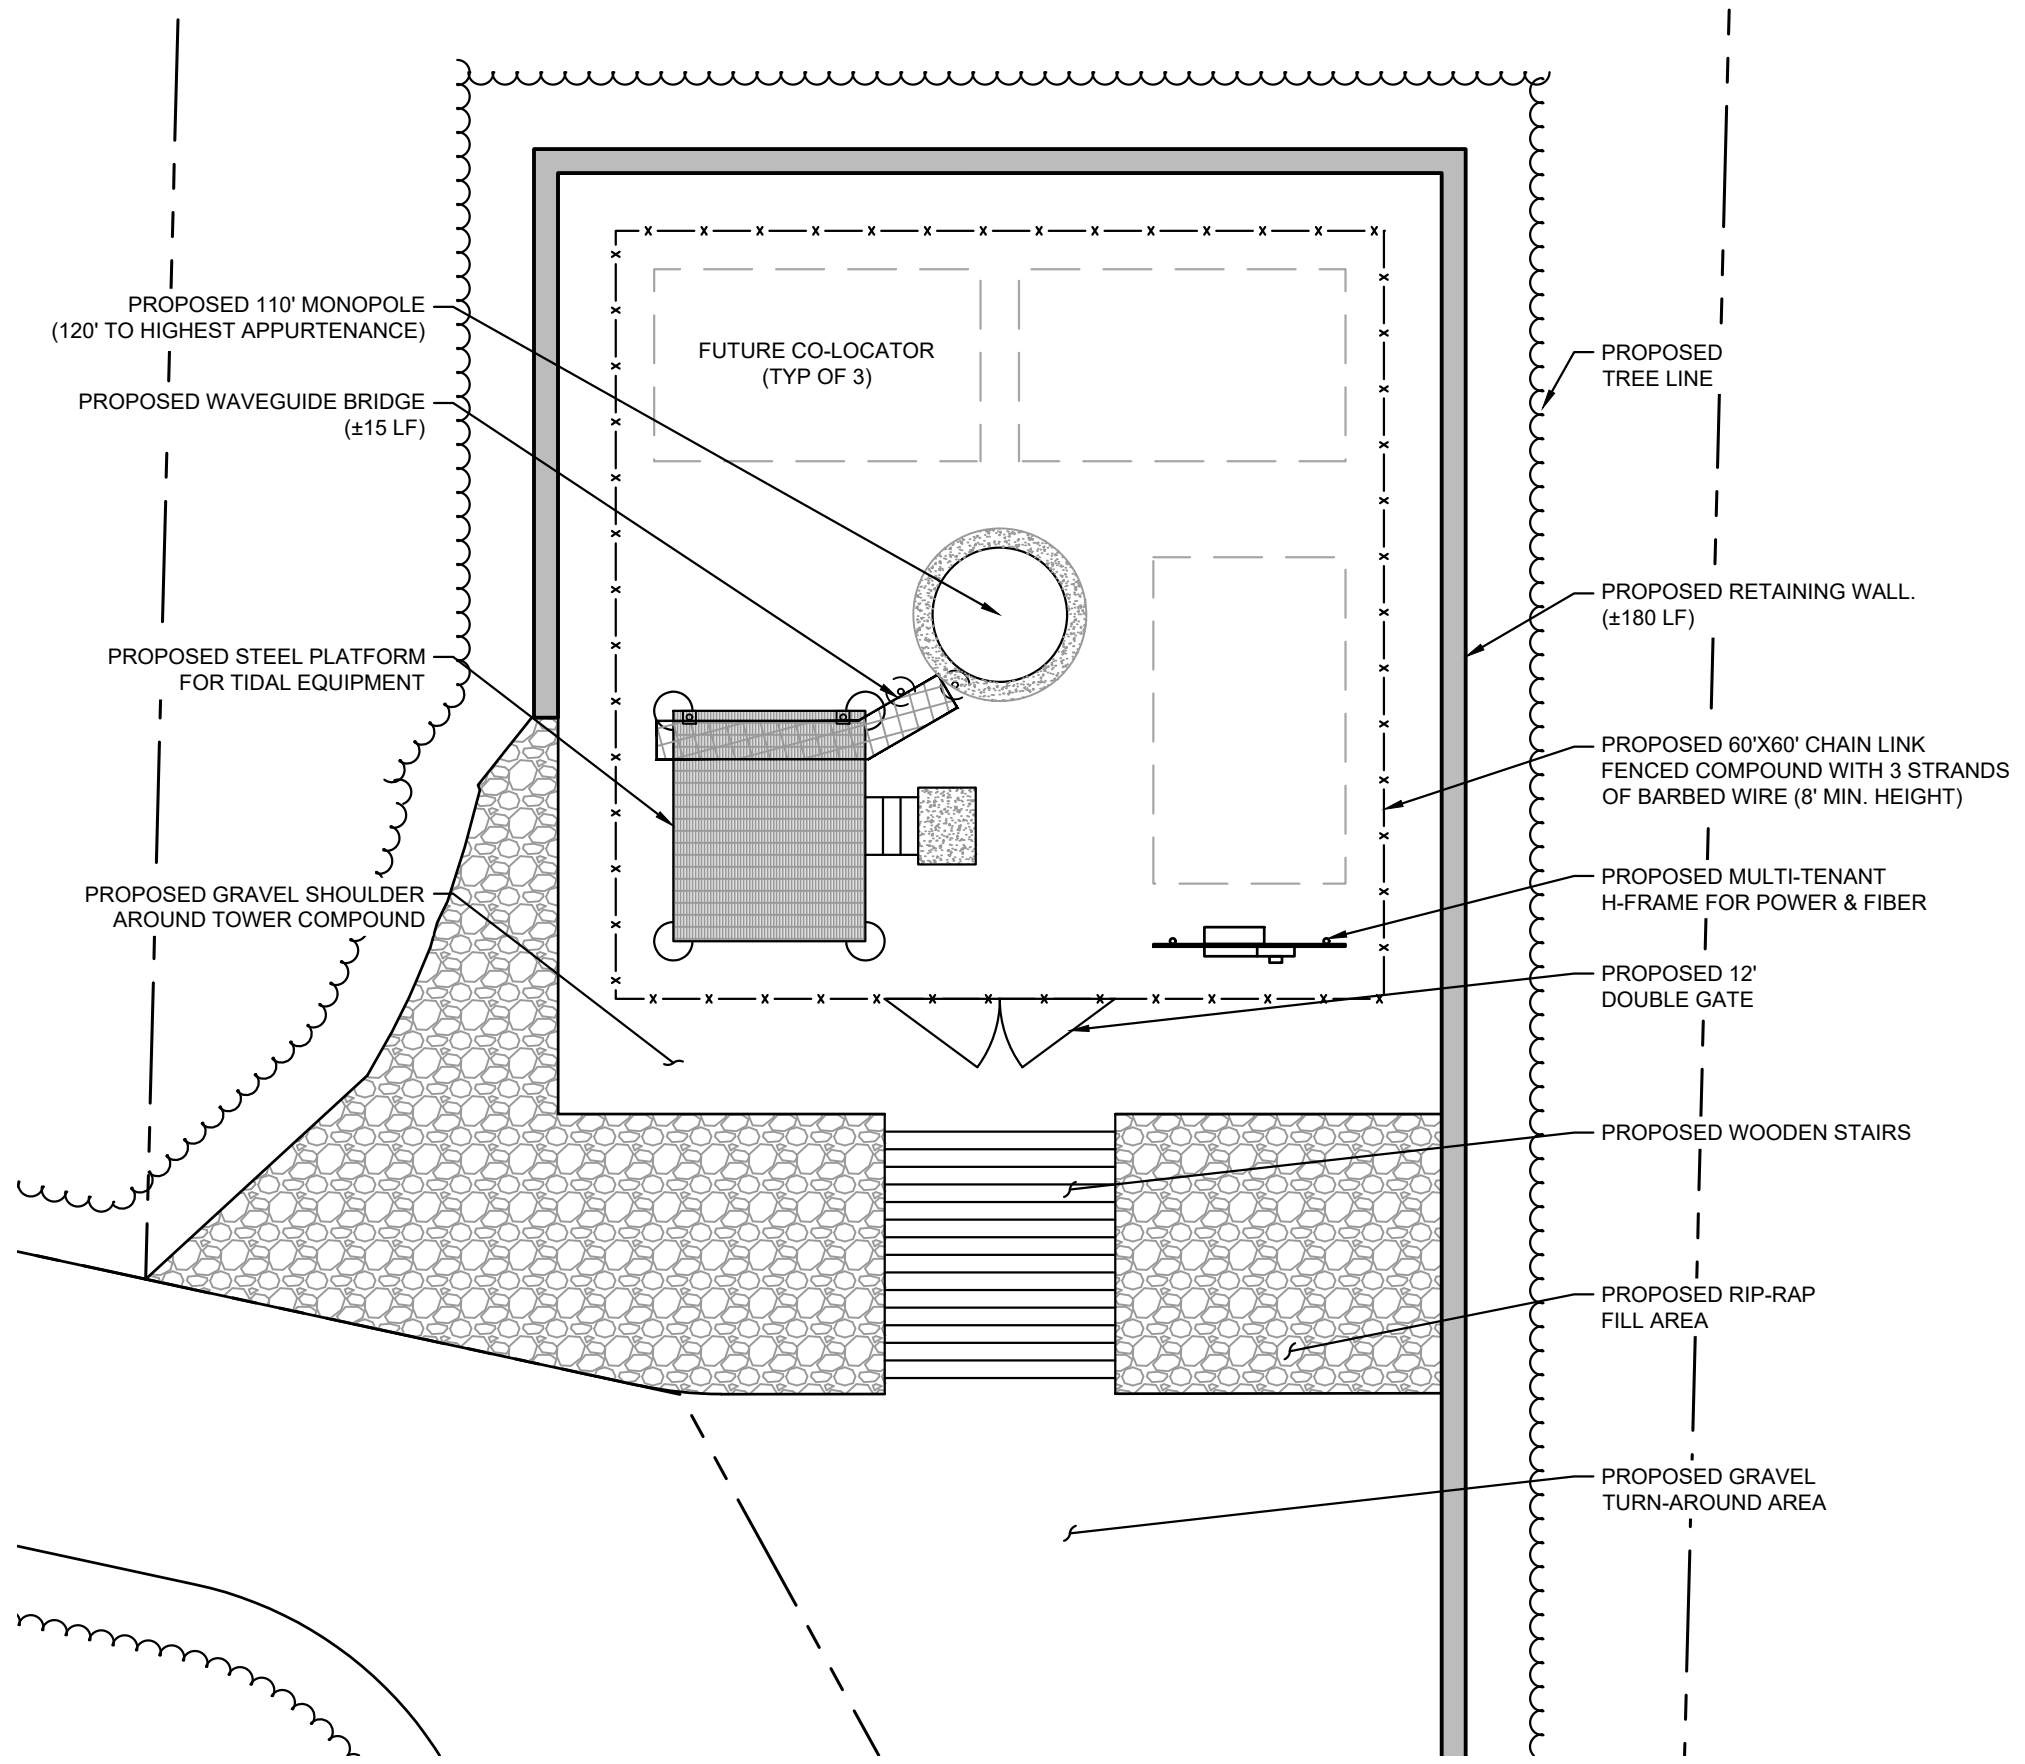 PROPOSED 110' MONOPOLE
(120' TO HIGHEST APPURTENANCE)
PROPOSED WAVEGUIDE BRIDGE
(±15 LF)
PROPOSED STEEL PLATFORM
FOR TIDAL EQUIPMENT
PROPOSED GRAVEL SHOULDER
AROUND TOWER COMPOUND
FUTURE CO-LOCATOR
(TYP OF 3)
PROPOSED
TREE LINE
PROPOSED RETAINING WALL.
(±180 LF)
PROPOSED 60'X60' CHAIN LINK
FENCED COMPOUND WITH 3 STRANDS
OF BARBED WIRE (8' MIN. HEIGHT)
PROPOSED MULTI-TENANT
H-FRAME FOR POWER & FIBER
PROPOSED 12'
DOUBLE GATE
PROPOSED WOODEN STAIRS
PROPOSED RIP-RAP
FILL AREA
PROPOSED GRAVEL
TURN-AROUND AREA